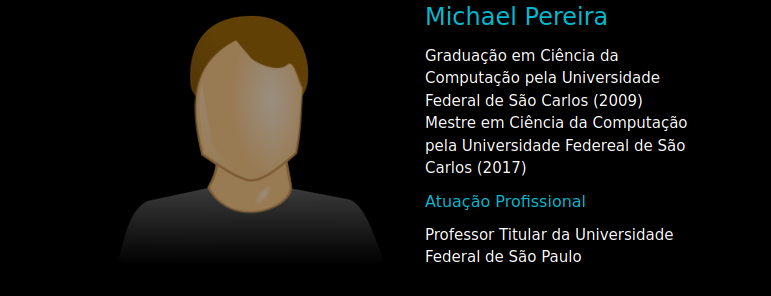 Michael Pereira
Graduação em Ciência da
Computação pela Universidade
Federal de São Carlos (2009)
Mestre em Ciência da Computação
pela Universidade Federeal de São
Carlos (2017)
Atuação Profissional
Professor Titular da Universidade
Federal de São Paulo